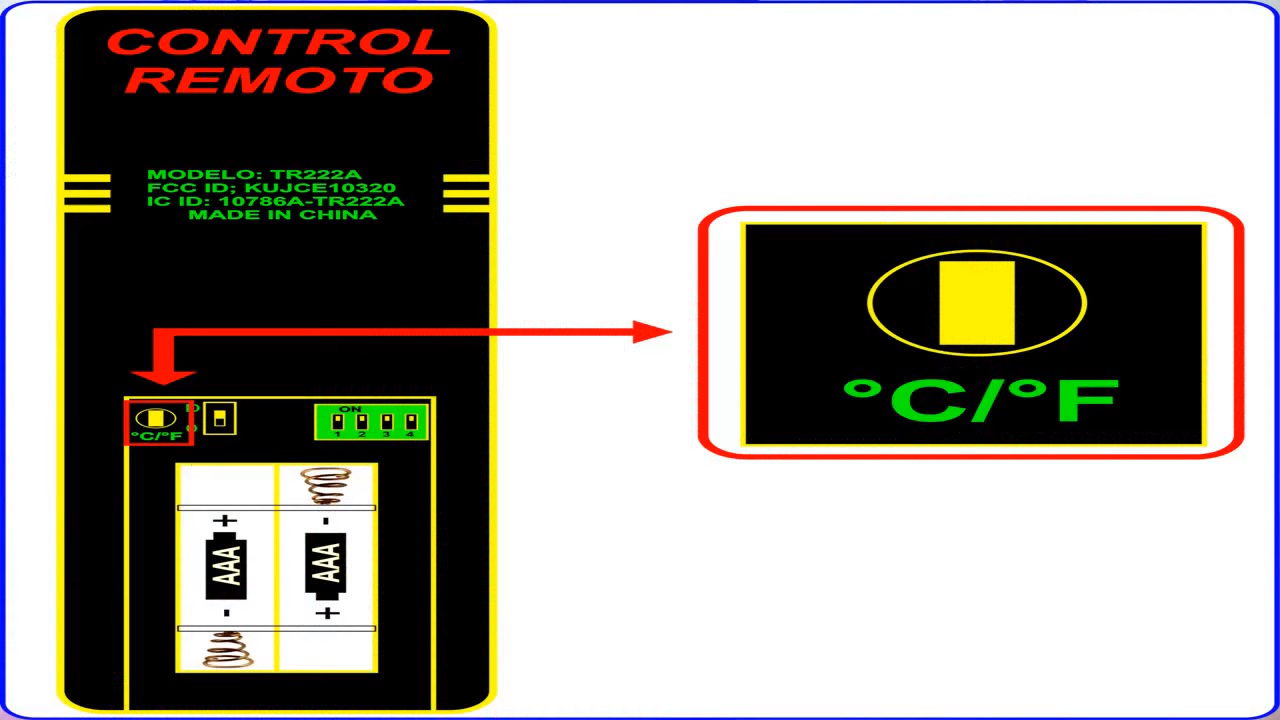 CONTROL
REMOTO
MODELO: TR222A
FCC ID; KUJCE10320
IC ID: 10786A-TR222A
MADE IN CHINA
°C/°F
°C/°F
D
O
ON
1 2 3 4
+ -
AAA AAA
- +